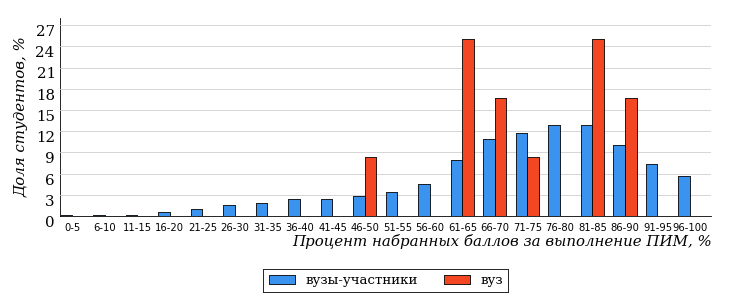 27
24
21
18
15
12
9
6
3
0
Доля студентов, %
0-5 6-10 11-15 16-20 21-25 26-30 31-35 36-40 41-45 46-50 51-55 56-60 61-65 66-70 71-75 76-80 81-85 86-90 91-95 96-100
Процент набранных баллов за выполнение ПИМ, %
вузы-участники вуз